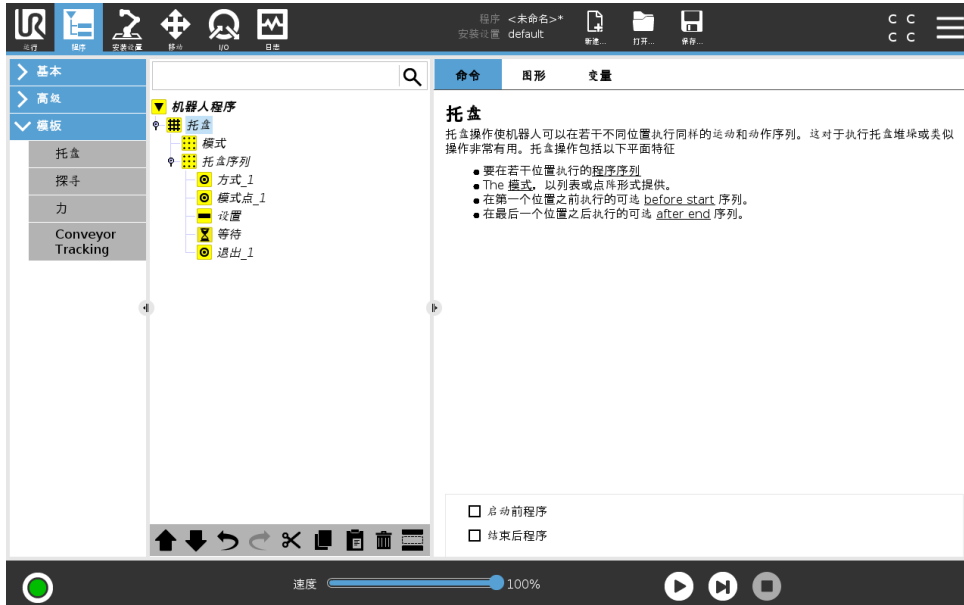 UR
运行
程序
安装设置
移动
I/O
日志
程序 <未命名>*
安装设置 default
新建...
打开...
保存...
C C
C C
基本
高级
模板
托盘
探寻
力
Conveyor
Tracking
机器人程序
托盘
模式
托盘序列
方式_1
模式点_1
设置
等待
退出_1
命令 图形 变量
托盘
托盘操作使机器人可以在若干不同位置执行同样的运动和动作序列。这对于执行托盘堆垛或类似
操作非常有用。托盘操作包括以下平面特征
● 要在若干位置执行的程序序列
● The 模式, 以列表或点阵形式提供。
● 在第一个位置之前执行的可选 before start 序列。
● 在最后一个位置之后执行的可选 after end 序列。
启动前程序
结束后程序
速度 100%